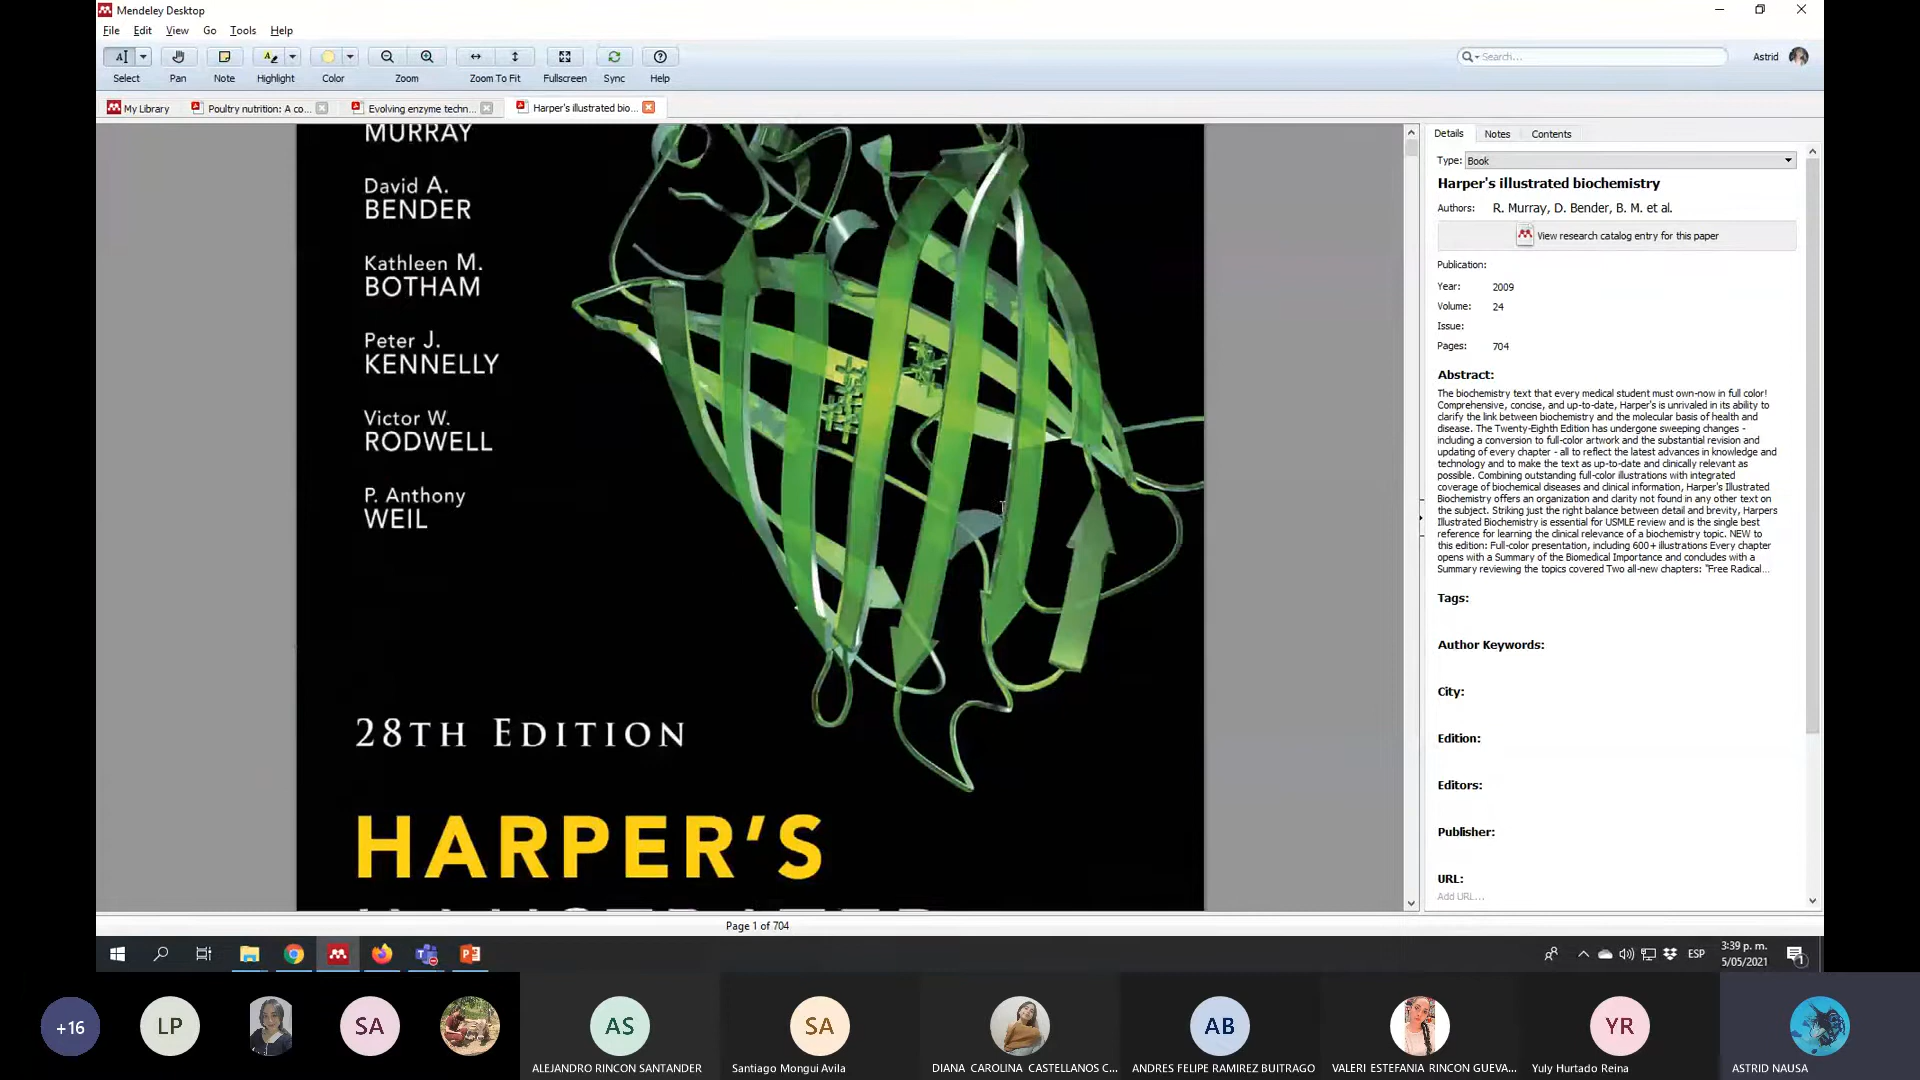 Mendeley Desktop
File Edit View Go Tools Help
Select Pan Note Highlight Color Zoom Zoom To Fit Fullscreen Sync Help
Search...
Astrid
My Library
Poultry nutrition: A co...
Evolving enzyme techn...
Harper's illustrated bio...
MURRAY
David A.
BENDER
Kathleen M.
BOTHAM
Peter J.
KENNELLY
Victor W.
RODWELL
P. Anthony
WEIL
28TH EDITION
HARPER'S
Page 1 of 704
Details Notes Contents
Type: Book
Harper's illustrated biochemistry
Authors: R. Murray, D. Bender, B. M. et al.
View research catalog entry for this paper
Publication:
Year: 2009
Volume: 24
Issue:
Pages: 704
Abstract:
The biochemistry text that every medical student must own-now in full color!
Comprehensive, concise, and up-to-date, Harper's is unrivaled in its ability to
clarify the link between biochemistry and the molecular basis of health and
disease. The Twenty-Eighth Edition has undergone sweeping changes -
including a conversion to full-color artwork and the substantial revision and
updating of every chapter - all to reflect the latest advances in knowledge and
technology and to make the text as up-to-date and clinically relevant as
possible. Combining outstanding full-color illustrations with integrated
coverage of biochemical diseases and clinical information, Harper's Illustrated
Biochemistry offers an organization and clarity not found in any other text on
the subject. Striking just the right balance between detail and brevity, Harpers
Illustrated Biochemistry is essential for USMLE review and is the single best
reference for learning the clinical relevance of a biochemistry topic. NEW to
this edition: Full-color presentation, including 600+ illustrations Every chapter
opens with a Summary of the Biomedical Importance and concludes with a
Summary reviewing the topics covered Two all-new chapters: "Free Radical...
Tags:
Author Keywords:
City:
Edition:
Editors:
Publisher:
URL:
Add URL...
ESP
3:39 p. m.
5/05/2021
1
+16
LP
SA
AS
ALEJANDRO RINCON SANTANDER
SA
Santiago Mongui Avila
DIANA CAROLINA CASTELLANOS C...
AB
ANDRES FELIPE RAMIREZ BUITRAGO
VALERI ESTEFANIA RINCON GUEVA...
YR
Yuly Hurtado Reina
ASTRID NAUSA